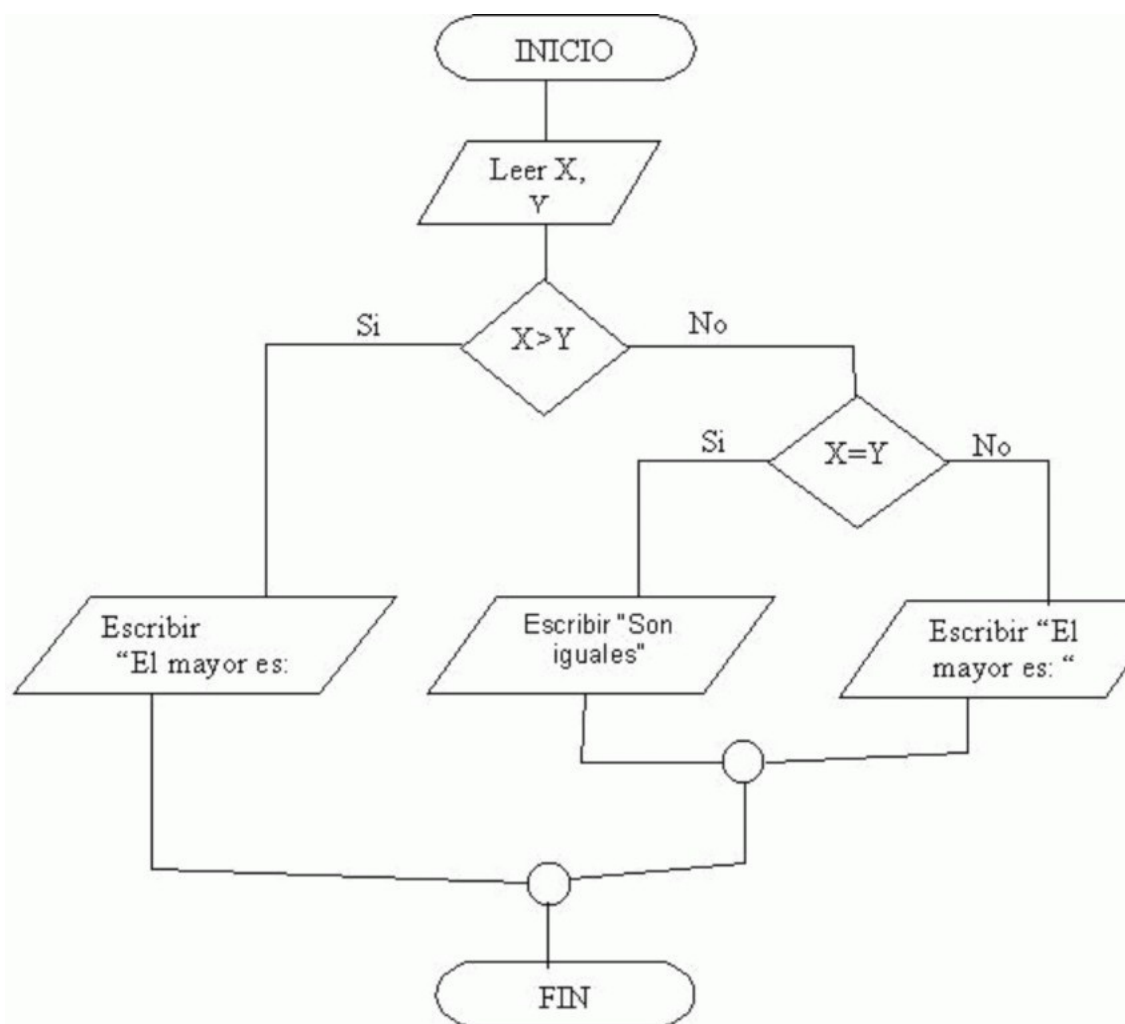 INICIO
Leer X,
Y
X>Y
Si
No
X=Y
Si
No
Escribir
“El mayor es:
Escribir "Son
iguales"
Escribir “El
mayor es: “
FIN